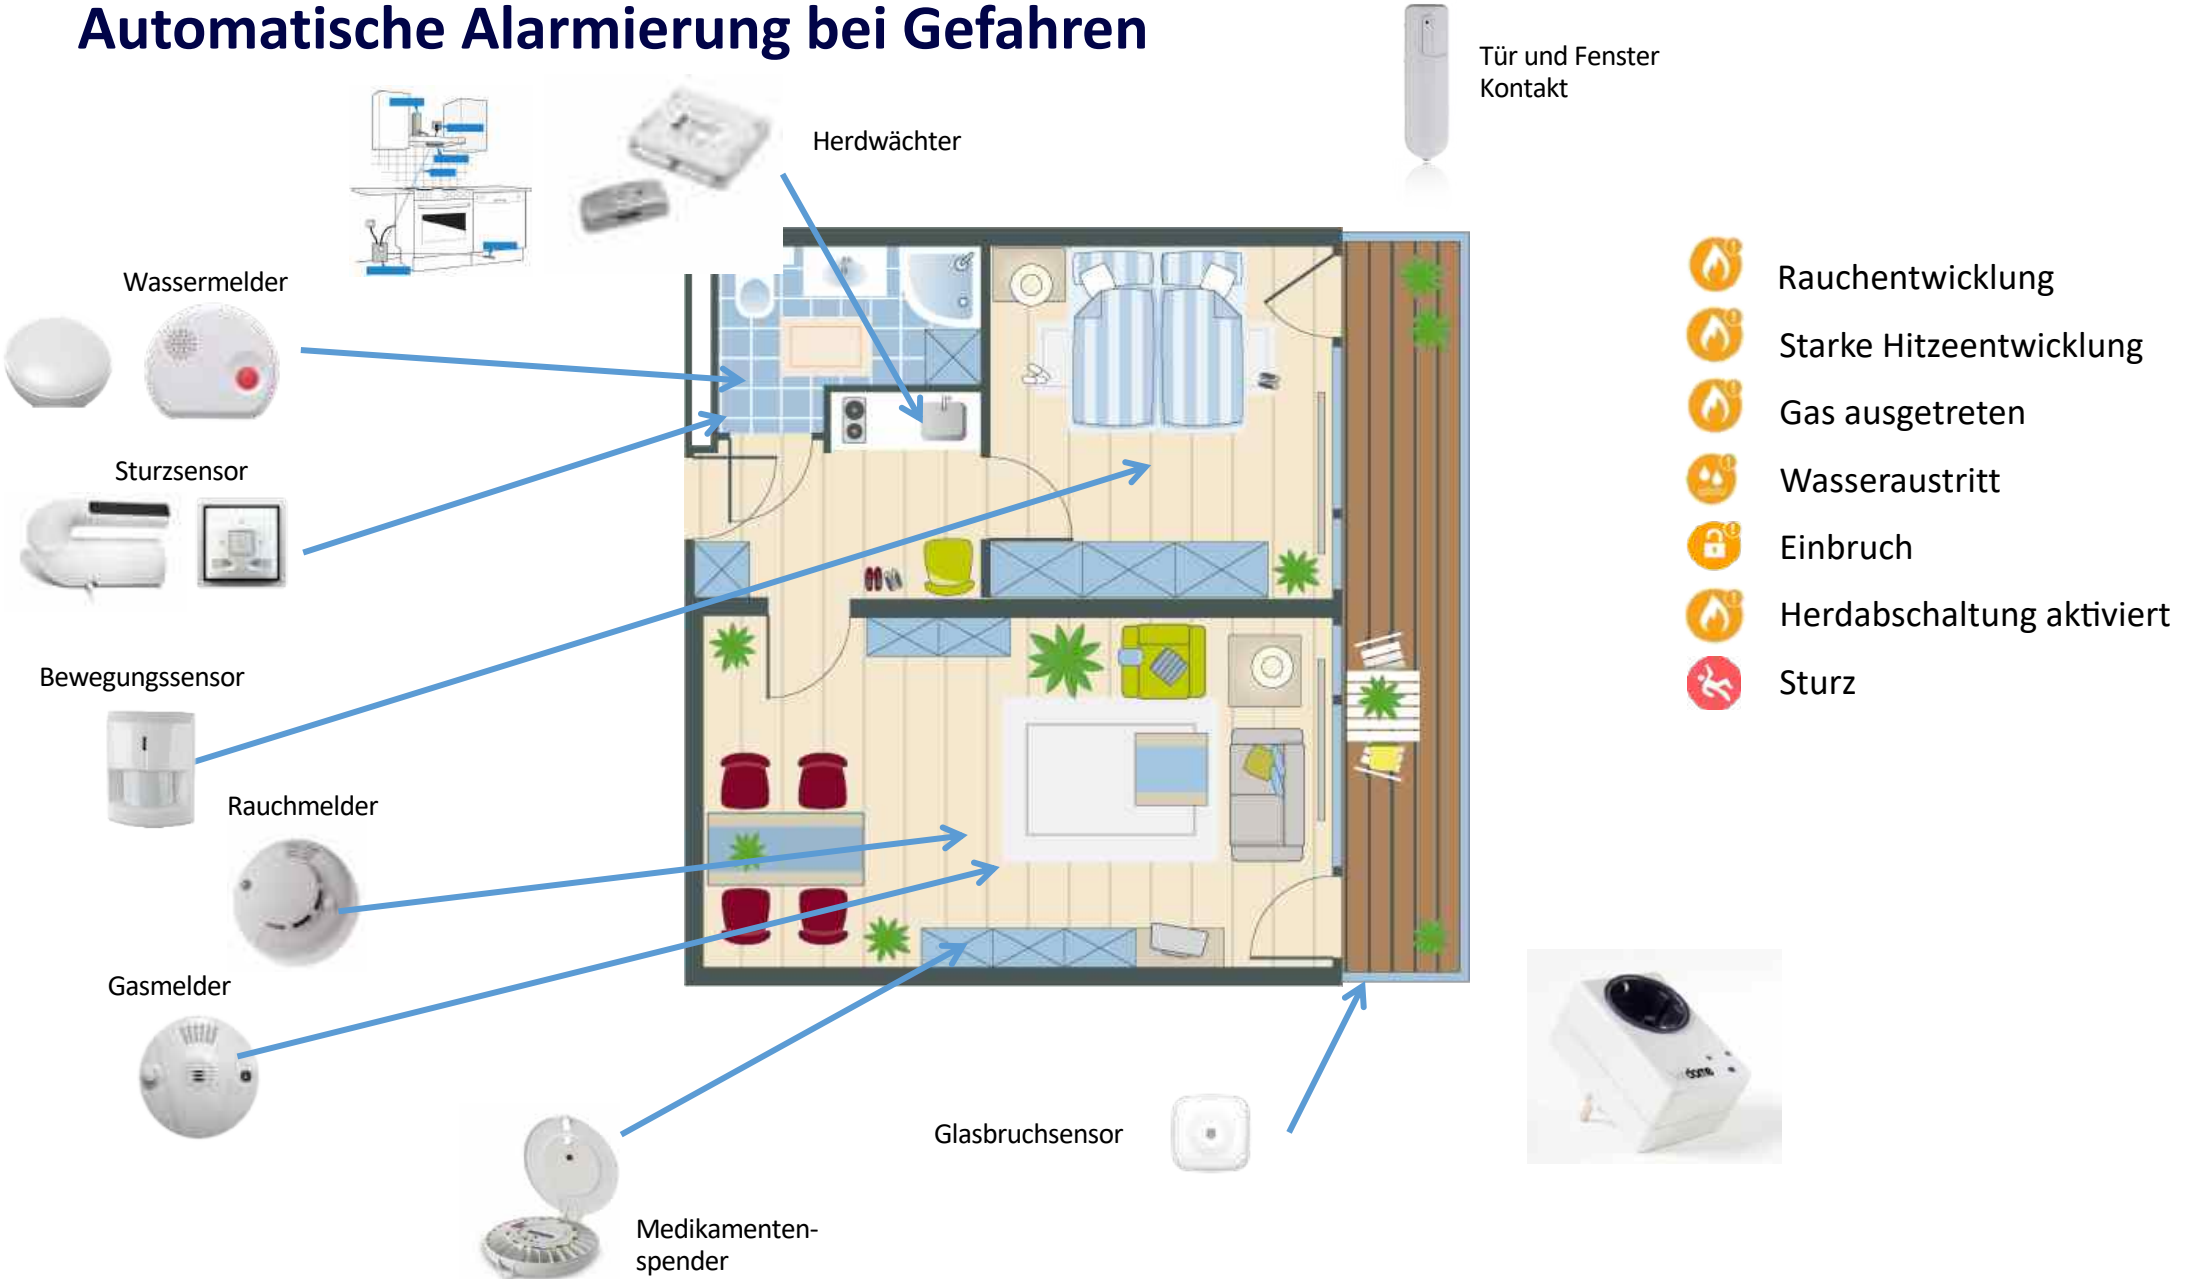 Automatische Alarmierung bei Gefahren
Tür und Fenster
Kontakt
Herdwächter
Wassermelder
Sturzsensor
Bewegungssensor
Rauchmelder
Gasmelder
Medikamenten-
spender
Glasbruchsensor
Rauchentwicklung
Starke Hitzeentwicklung
Gas ausgetreten
Wasseraustritt
Einbruch
Herdabschaltung aktiviert
Sturz